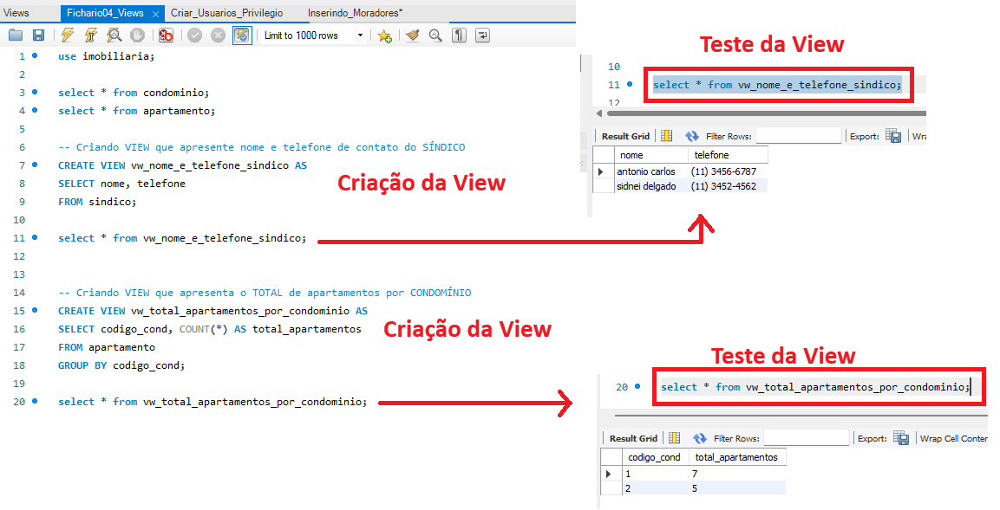 Views
Fichario04_Views
Criar_Usuarios_Privilegio
Inserindo_Moradores*
Limit to 1000 rows
1 use imobiliaria;
2
3 select * from condominio;
4 select * from apartamento;
5
6 -- Criando VIEW que apresente nome e telefone de contato do SÍNDICO
7 CREATE VIEW vw_nome_e_telefone_sindico AS
8 SELECT nome, telefone
9 FROM sindico;
10
11 select * from vw_nome_e_telefone_sindico;
12
13
14 -- Criando VIEW que apresenta o TOTAL de apartamentos por CONDOMÍNIO
15 CREATE VIEW vw_total_apartamentos_por_condominio AS
16 SELECT codigo_cond, COUNT(*) AS total_apartamentos
17 FROM apartamento
18 GROUP BY codigo_cond;
19
20 select * from vw_total_apartamentos_por_condominio;
Criação da View
Criação da View
Teste da View
10
11 select * from vw_nome_e_telefone_sindico;
12
Result Grid Filter Rows: Export:
nome telefone
antonio carlos (11) 3456-6787
sidnei delgado (11) 3452-4562
Teste da View
20 select * from vw_total_apartamentos_por_condominio;
Result Grid Filter Rows: Export: Wrap Cell Conter
codigo_cond total_apartamentos
1 7
2 5